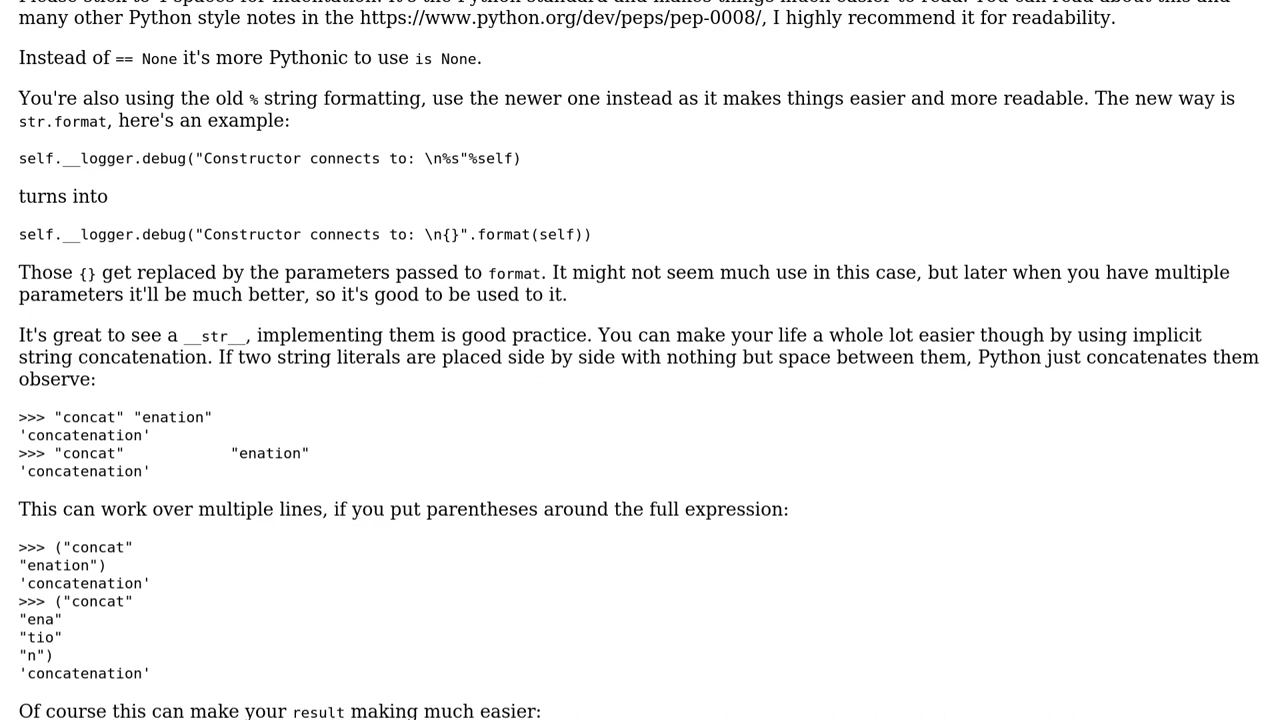 many other Python style notes in the https://www.python.org/dev/peps/pep-0008/, I highly recommend it for readability.
Instead of == None it's more Pythonic to use is None.
You're also using the old % string formatting, use the newer one instead as it makes things easier and more readable. The new way is
str.format, here's an example:
self.__logger.debug("Constructor connects to: \n%s"%self)
turns into
self.__logger.debug("Constructor connects to: \n{}".format(self))
Those {} get replaced by the parameters passed to format. It might not seem much use in this case, but later when you have multiple
parameters it'll be much better, so it's good to be used to it.
It's great to see a __str__, implementing them is good practice. You can make your life a whole lot easier though by using implicit
string concatenation. If two string literals are placed side by side with nothing but space between them, Python just concatenates them
observe:
>>> "concat" "enation"
'concatenation'
>>> "concat"            "enation"
'concatenation'
This can work over multiple lines, if you put parentheses around the full expression:
>>> ("concat"
"enation")
'concatenation'
>>> ("concat"
"ena"
"tio"
"n")
'concatenation'
Of course this can make your result making much easier: